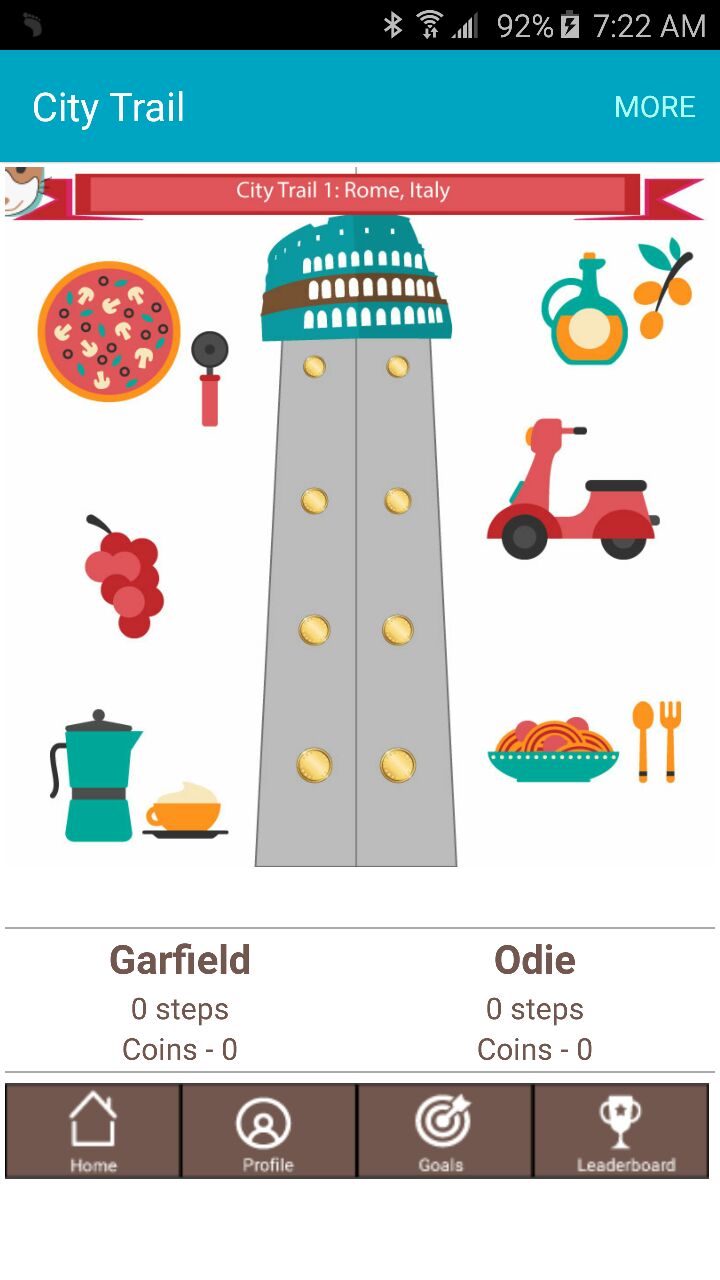 92% 7:22 AM
City Trail MORE
City Trail 1: Rome, Italy
Garfield Odie
0 steps 0 steps
Coins - 0 Coins - 0
Home Profile Goals Leaderboard